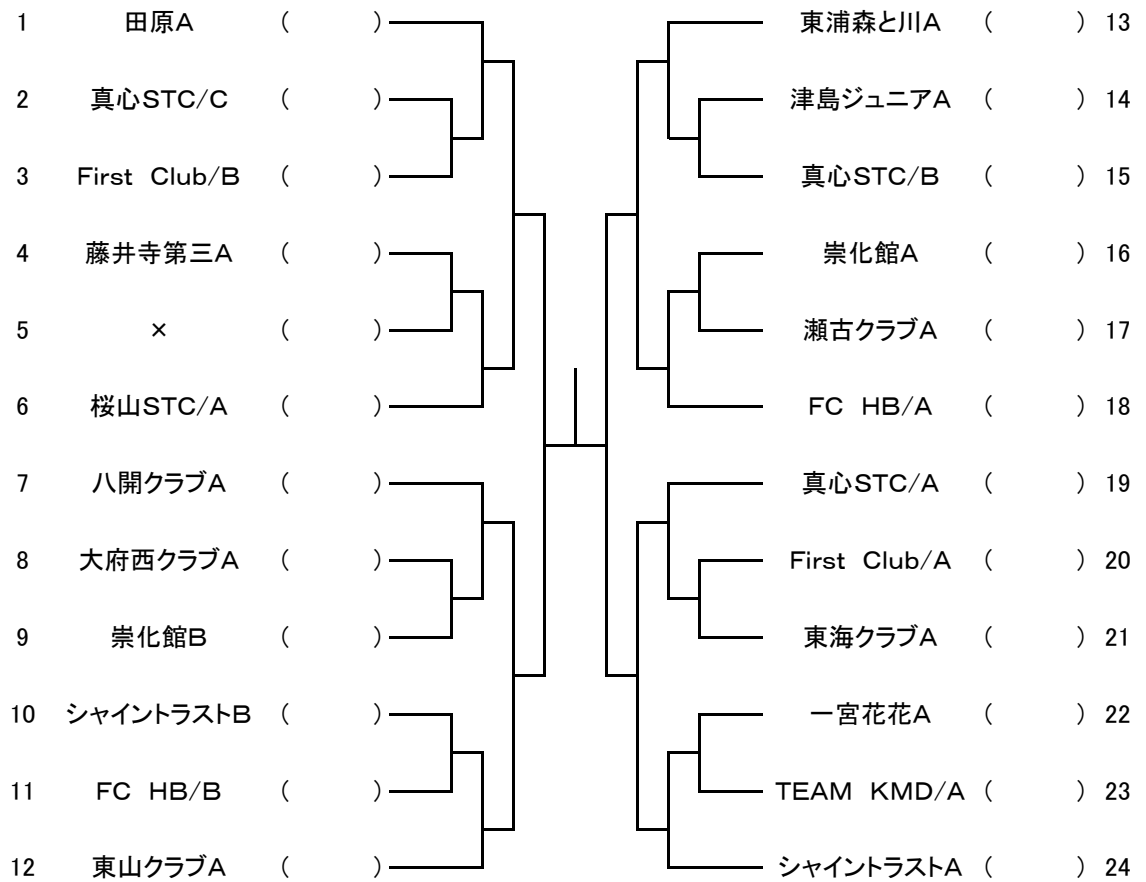 1 田原A ( ) 東浦森と川A ( ) 13
2 真心STC/C ( ) 津島ジュニアA ( ) 14
3 First Club/B ( ) 真心STC/B ( ) 15
4 藤井寺第三A ( ) 崇化館A ( ) 16
5 × ( ) 瀬古クラブA ( ) 17
6 桜山STC/A ( ) FC HB/A ( ) 18
7 八開クラブA ( ) 真心STC/A ( ) 19
8 大府西クラブA ( ) First Club/A ( ) 20
9 崇化館B ( ) 東海クラブA ( ) 21
10 シャイントラストB ( ) 一宮花花A ( ) 22
11 FC HB/B ( ) TEAM KMD/A ( ) 23
12 東山クラブA ( ) シャイントラストA ( ) 24